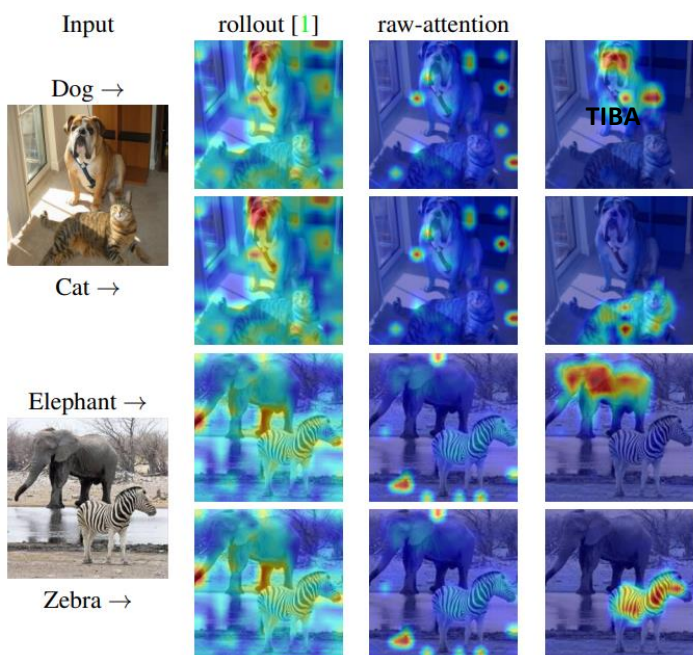 Input rollout [1] raw-attention
Dog →
TIBA
Cat →
Elephant →
Zebra →